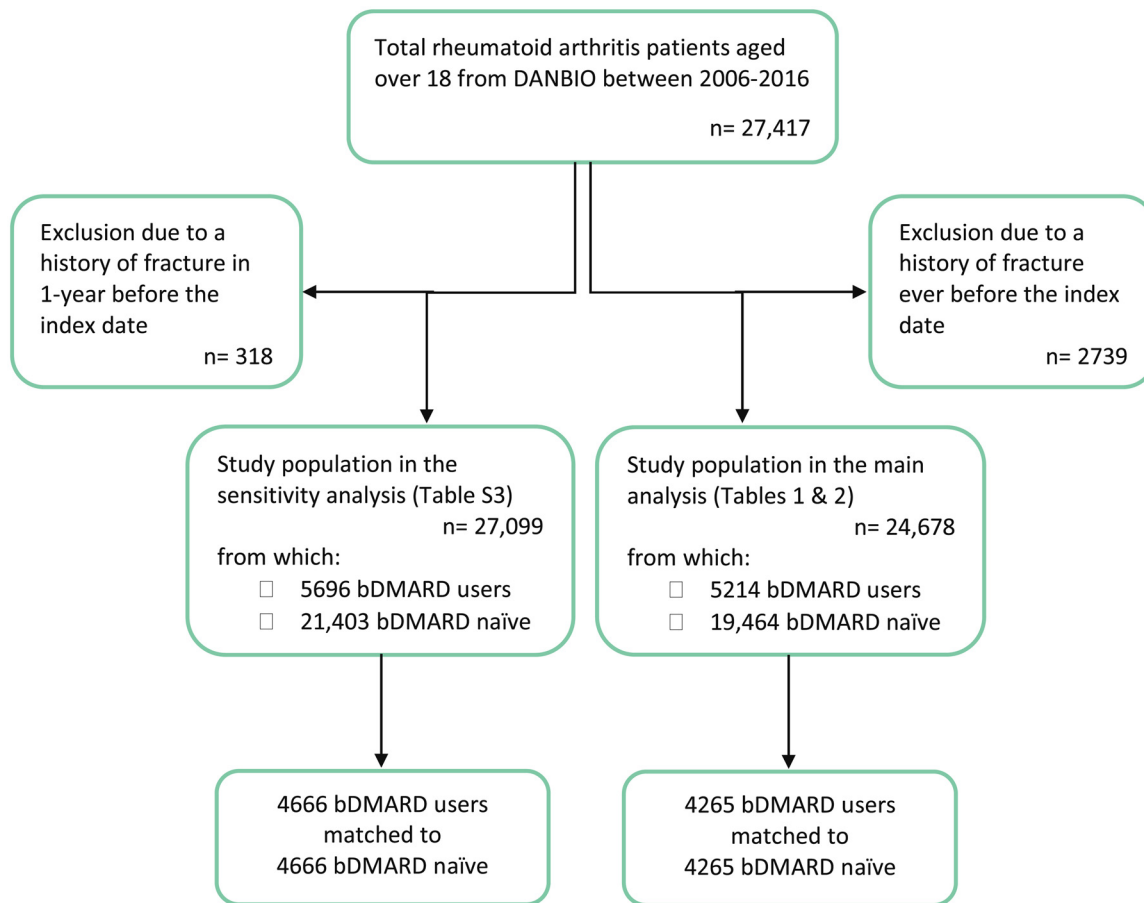 Total rheumatoid arthritis patients aged
over 18 from DANBIO between 2006-2016
n= 27,417
Exclusion due to a
history of fracture in
1-year before the
index date
n= 318
Exclusion due to a
history of fracture
ever before the index
date
n= 2739
Study population in the
sensitivity analysis (Table S3)
n= 27,099
from which:
☐ 5696 bDMARD users
☐ 21,403 bDMARD naïve
Study population in the main
analysis (Tables 1 & 2)
n= 24,678
from which:
☐ 5214 bDMARD users
☐ 19,464 bDMARD naïve
4666 bDMARD users
matched to
4666 bDMARD naïve
4265 bDMARD users
matched to
4265 bDMARD naïve